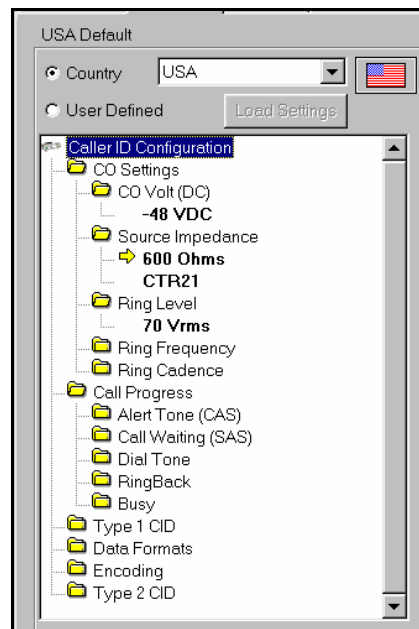 USA Default
Country USA
User Defined Load Settings
Caller ID Configuration
CO Settings
CO Volt (DC)
-48 VDC
Source Impedance
600 Ohms
CTR21
Ring Level
70 Vrms
Ring Frequency
Ring Cadence
Call Progress
Alert Tone (CAS)
Call Waiting (SAS)
Dial Tone
RingBack
Busy
Type 1 CID
Data Formats
Encoding
Type 2 CID